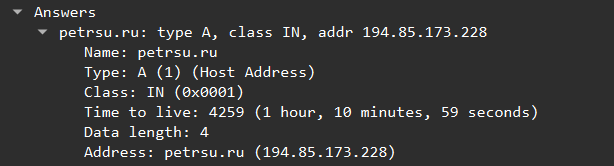 Answers
petrsu.ru: type A, class IN, addr 194.85.173.228
Name: petrsu.ru
Type: A (1) (Host Address)
Class: IN (0x0001)
Time to live: 4259 (1 hour, 10 minutes, 59 seconds)
Data length: 4
Address: petrsu.ru (194.85.173.228)